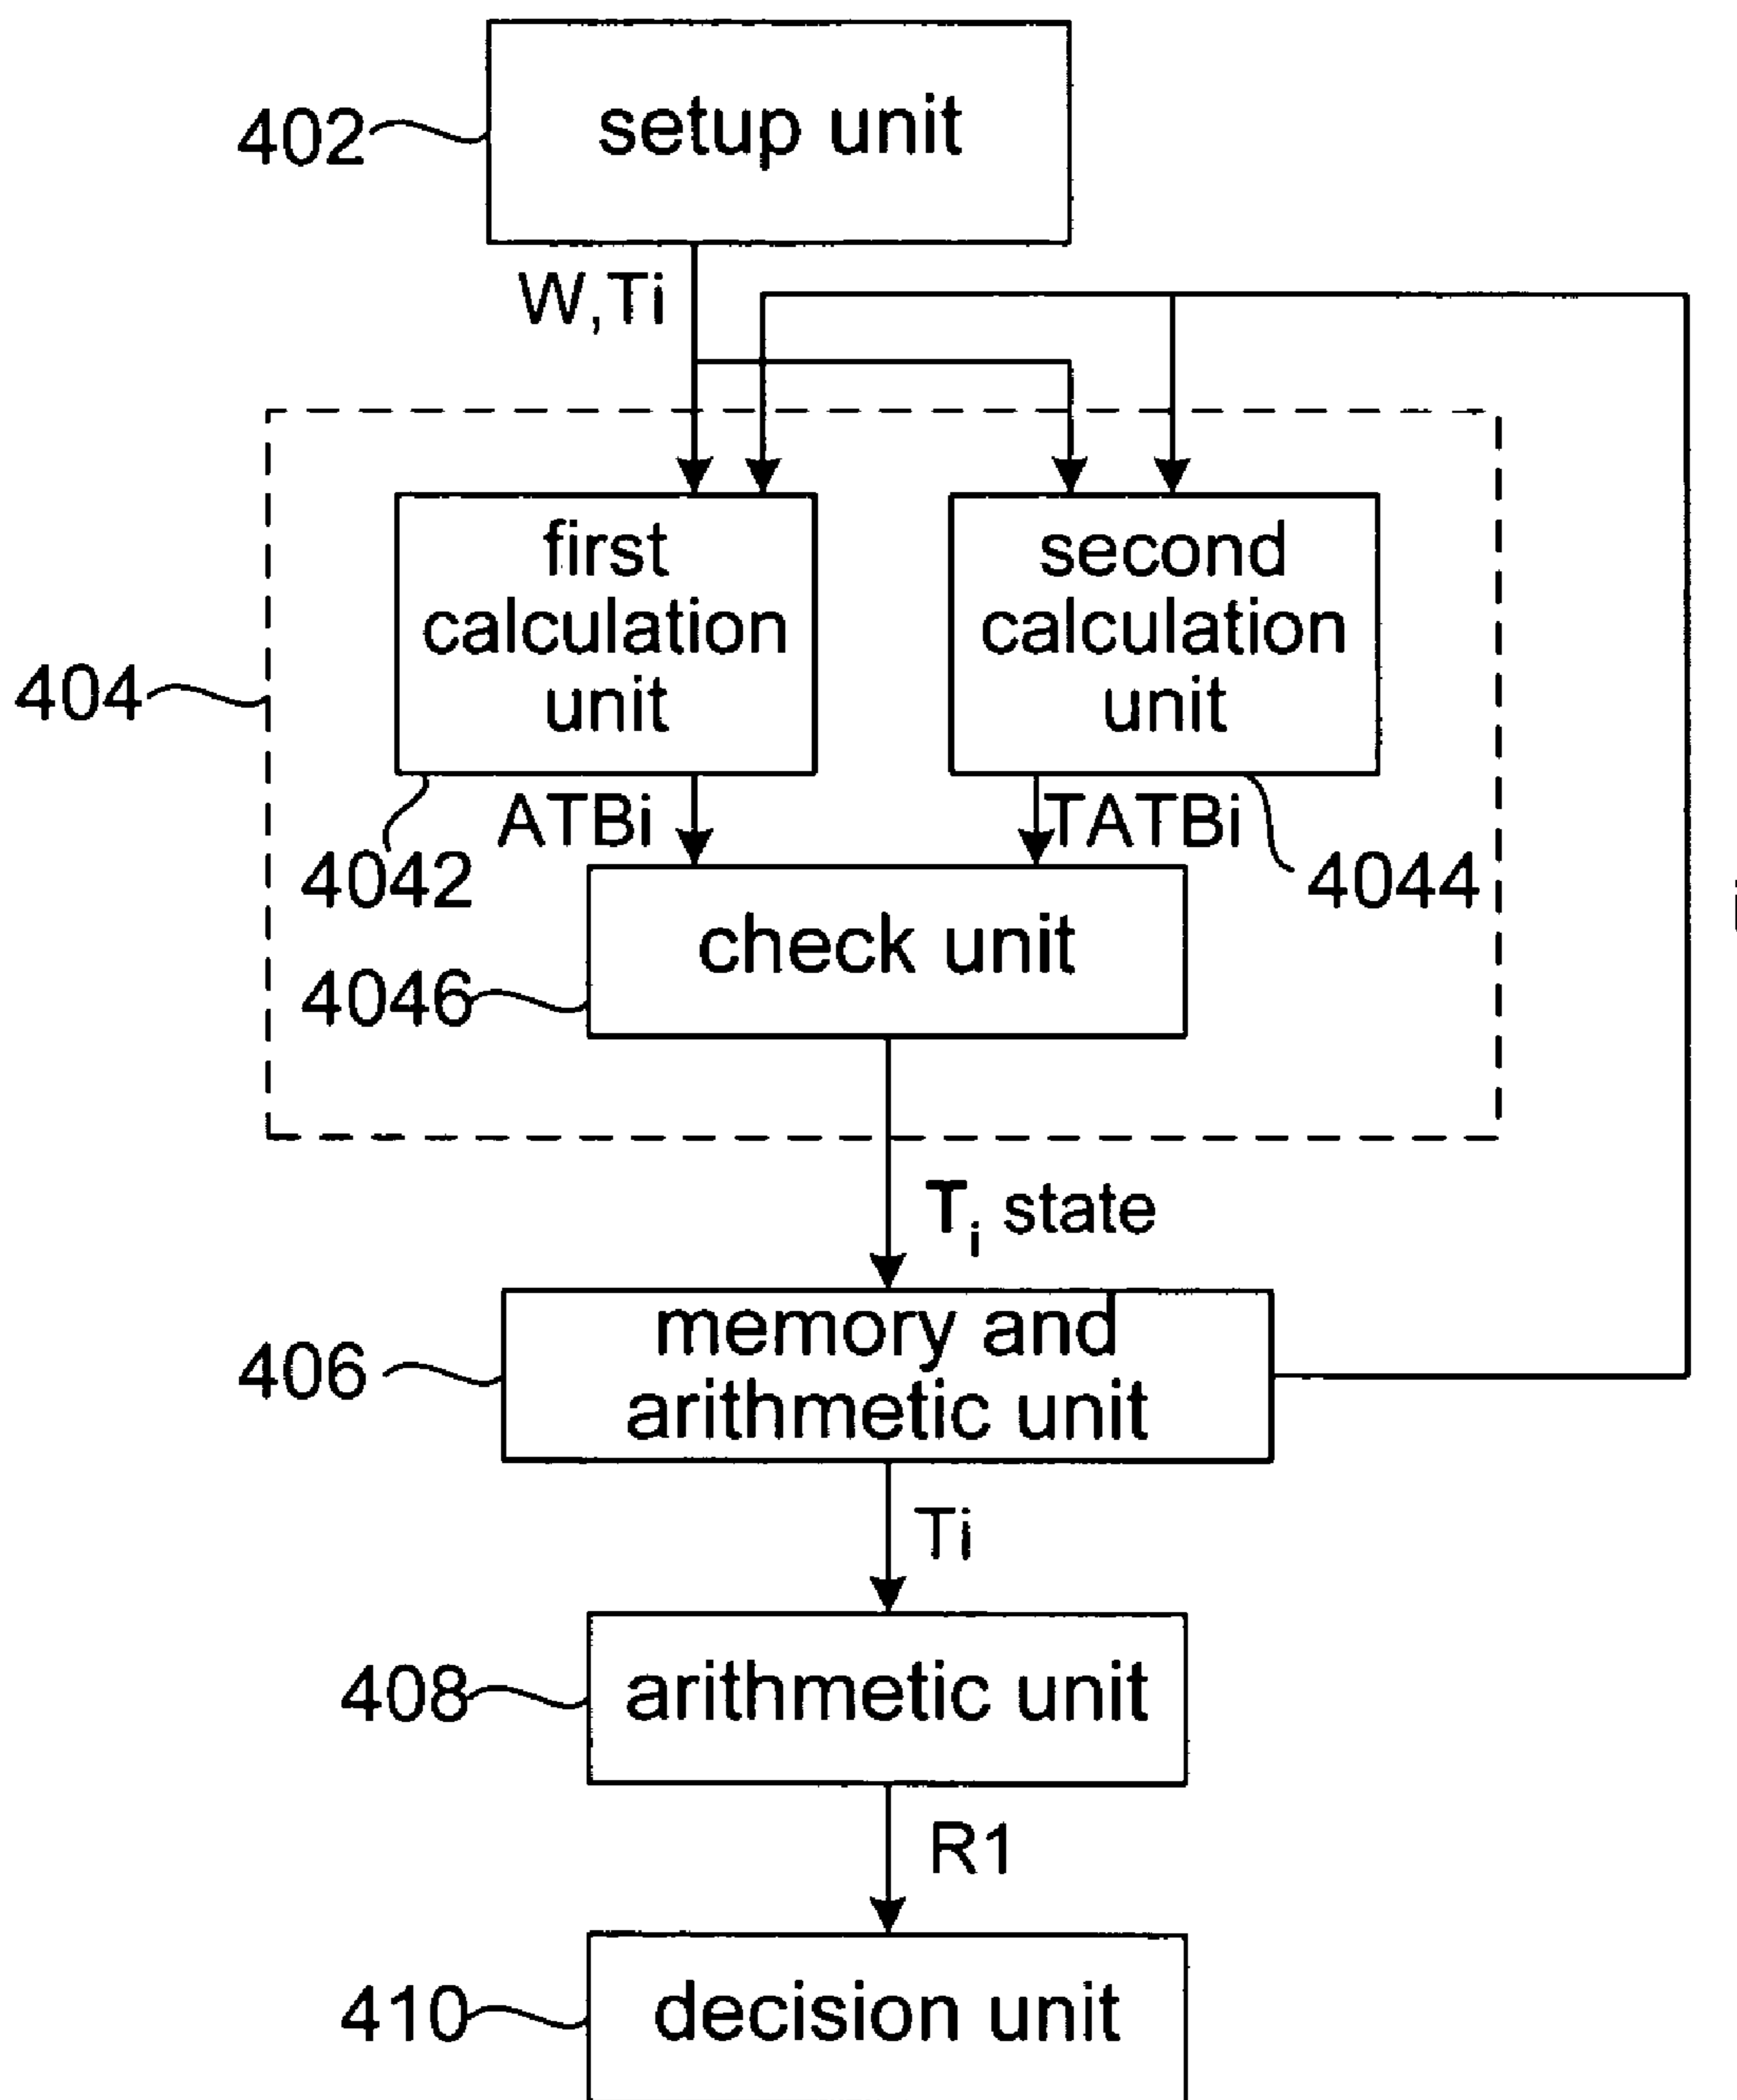 setup unit
402
W,Ti
first
calculation
unit
second
calculation
unit
404
ATBi
TATBi
4042
4044
check unit
4046
i
Ti state
memory and
arithmetic unit
406
Ti
arithmetic unit
408
R1
decision unit
410